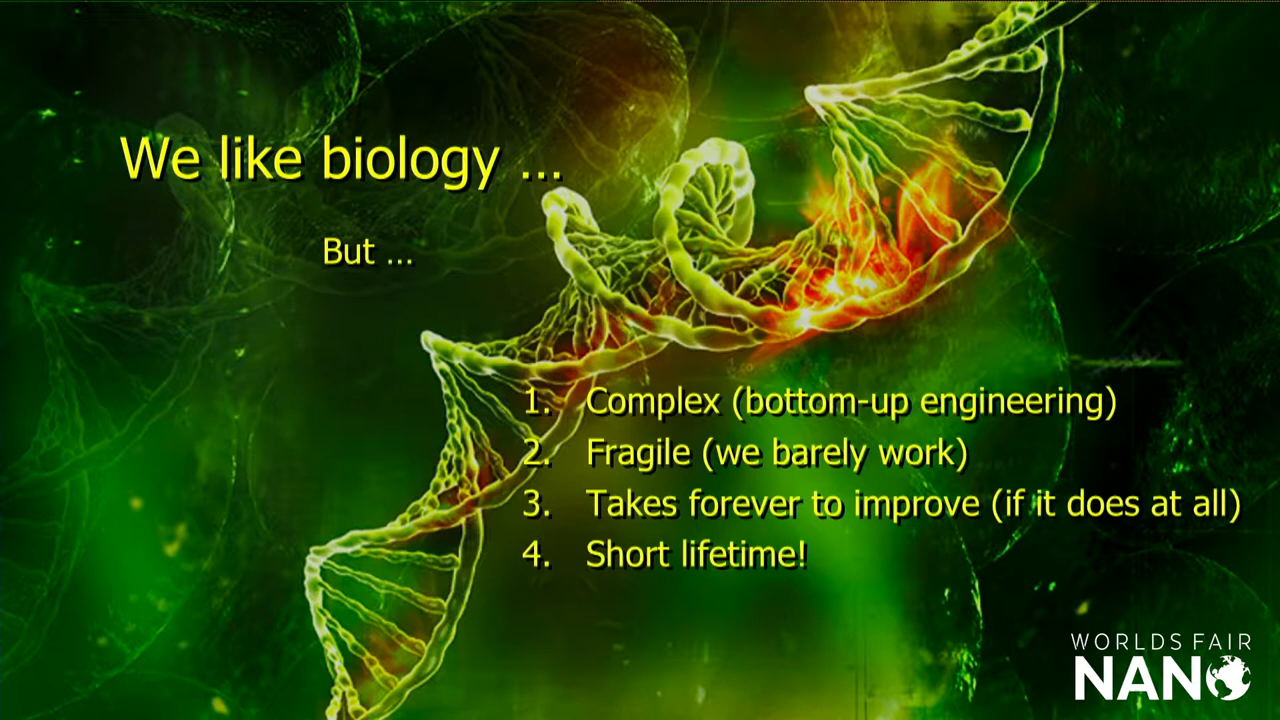 We like biology ...
But ...
1. Complex (bottom-up engineering)
2. Fragile (we barely work)
3. Takes forever to improve (if it does at all)
4. Short lifetime!
WORLDS FAIR
NANO